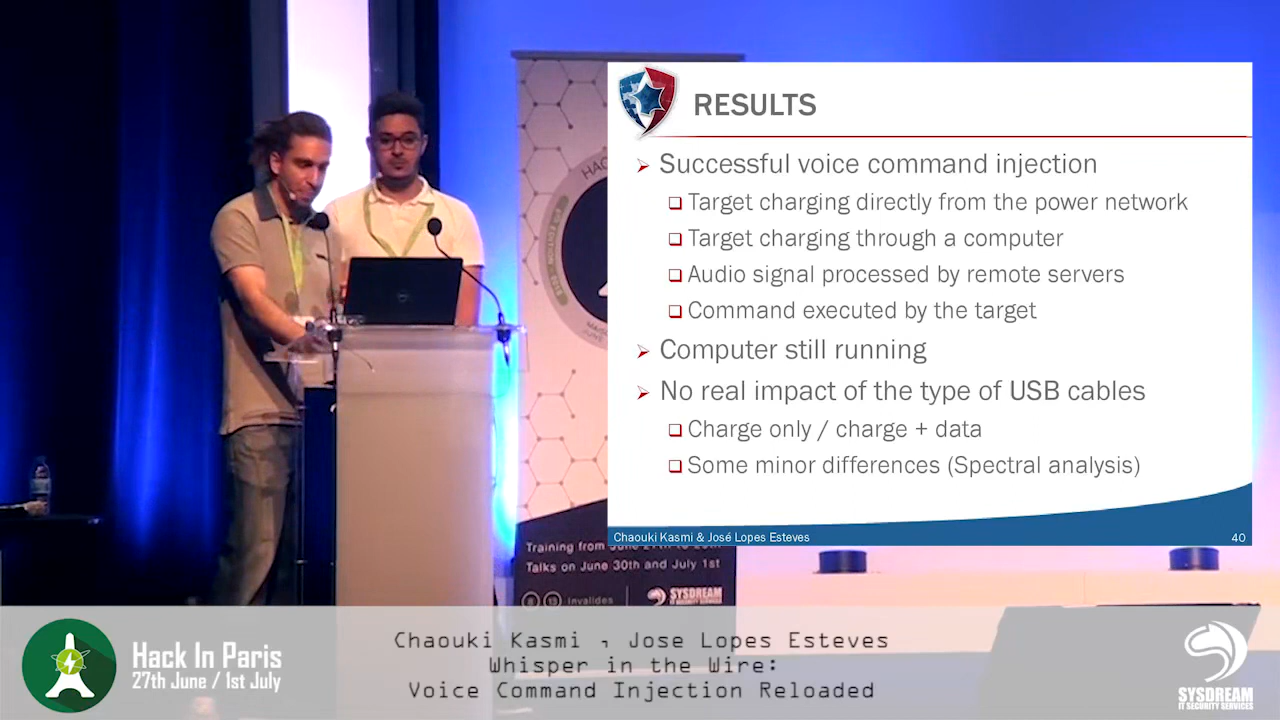 RESULTS
Successful voice command injection
Target charging directly from the power network
Target charging through a computer
Audio signal processed by remote servers
Command executed by the target
Computer still running
No real impact of the type of USB cables
Charge only / charge + data
Some minor differences (Spectral analysis)
Chaouki Kasmi & José Lopes Esteves
40
Talks on June 30th and July 1st
8 13 Invalides
SYSDREAM
IT SECURITY SERVICES
Hack In Paris
27th June / 1st July
Chaouki Kasmi , Jose Lopes Esteves
Whisper in the Wire:
Voice Command Injection Reloaded
SYSDREAM
IT SECURITY SERVICES